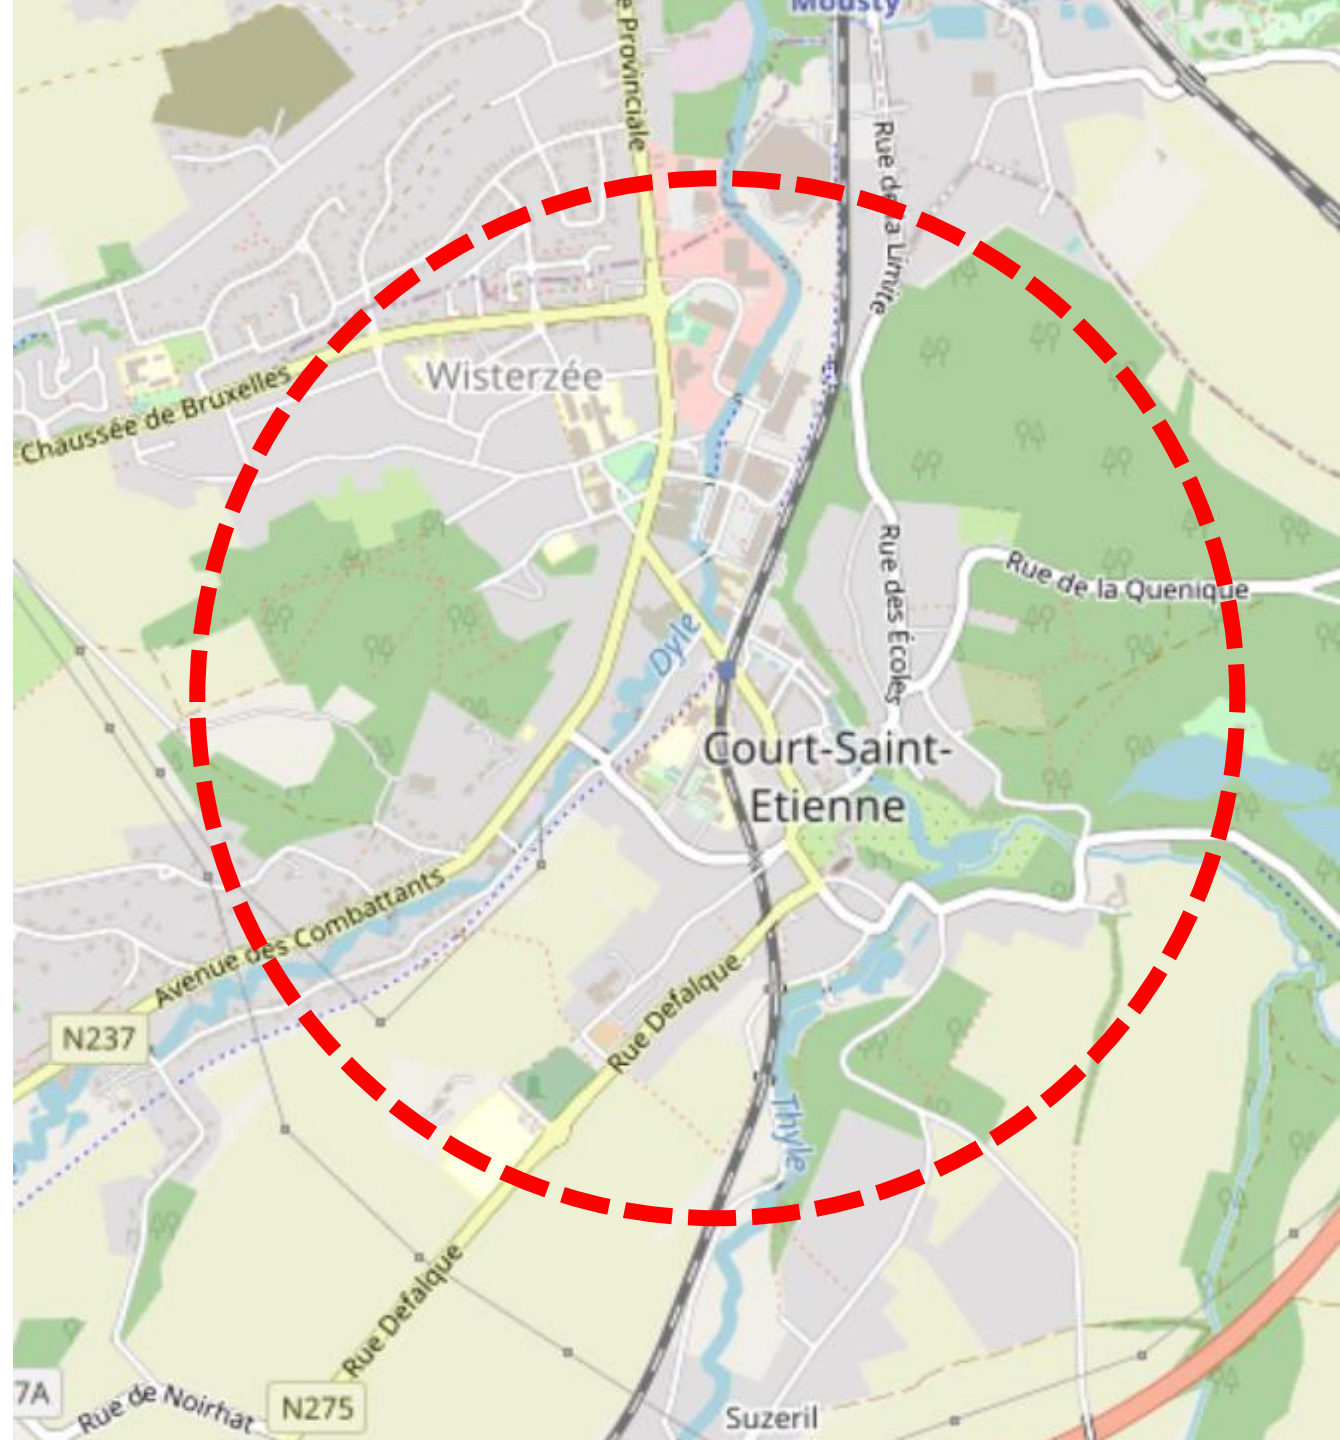 Mousty
e Provinciale
Rue de la Limite
Wisterzée
Chaussée de Bruxelles
Rue des Écoles
Rue de la Quenique
Dyle
Court-Saint-
Etienne
Avenue des Combattants
Rue Defalque
N237
Thyle
Rue Defalque
7A
Rue de Noirhat
N275
Suzeril